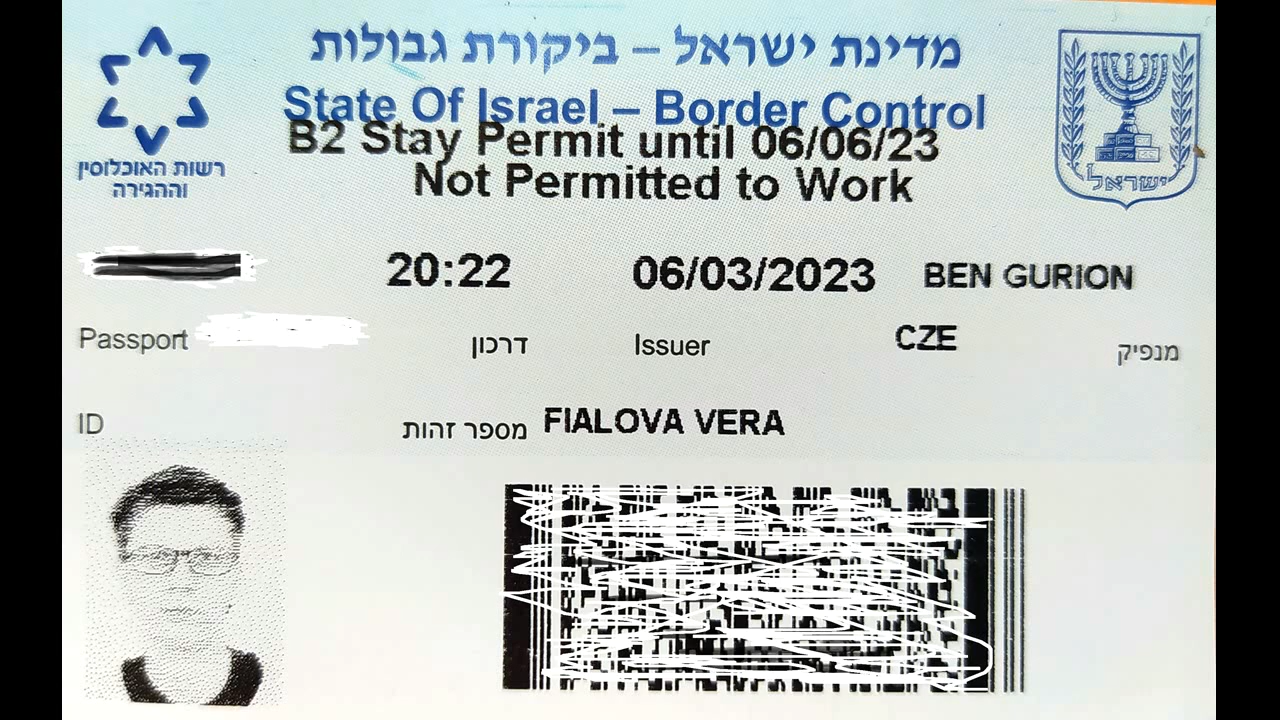 מדינת ישראל – ביקורת גבולות
State Of Israel – Border Control
B2 Stay Permit until 06/06/23
Not Permitted to Work
רשות האוכלוסין
וההגירה
ישראל
20:22 06/03/2023 BEN GURION
Passport דרכון Issuer CZE מנפיק
ID מספר זהות FIALOVA VERA